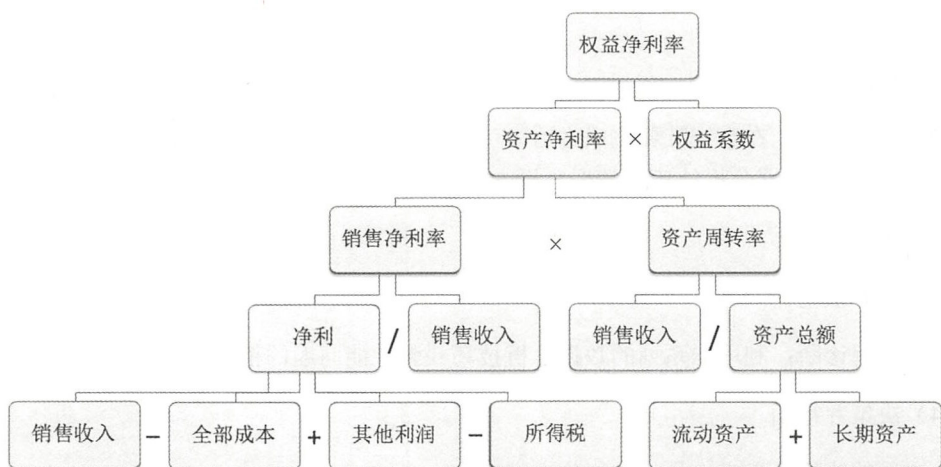 权益净利率
资产净利率 × 权益系数
销售净利率 × 资产周转率
净利 / 销售收入 销售收入 / 资产总额
销售收入 - 全部成本 + 其他利润 - 所得税 流动资产 + 长期资产